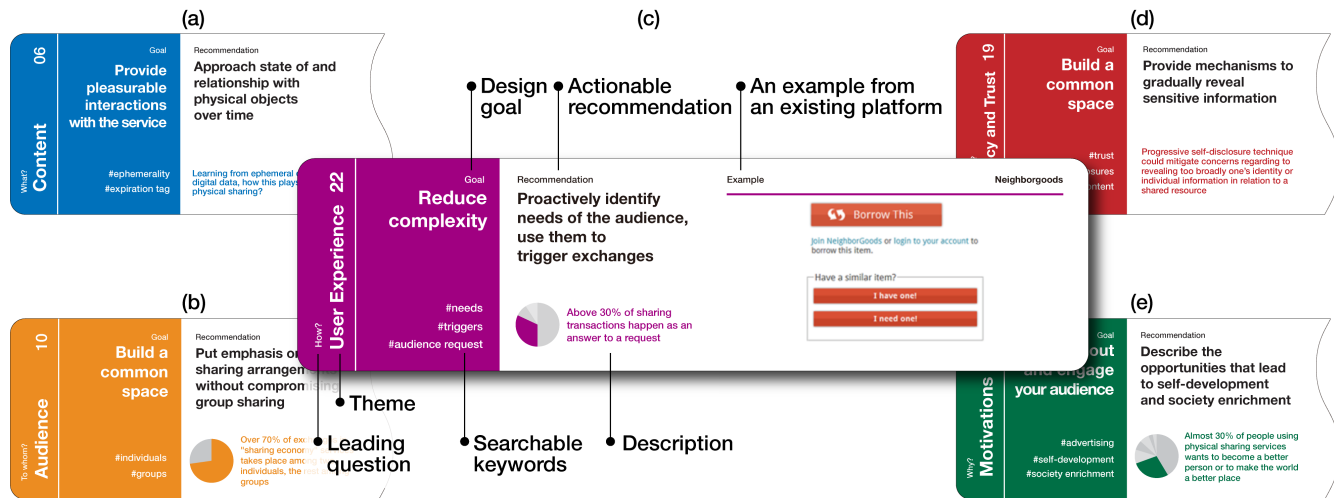 (a)
What?
Content
06
Goal
Provide
pleasurable
interactions
with the service
#ephemerality
#expiration tag
Recommendation
Approach state of and
relationship with
physical objects
over time
Learning from ephemeral
digital data, how this plays
physical sharing?
(b)
To whom?
Audience
10
Goal
Build a
common
space
#individuals
#groups
Recommendation
Put emphasis on
sharing arrangem
without compromising
group sharing
Over 70% of
"sharing economy"
takes place among
individuals, the
groups
(c)
Design
goal
Actionable
recommendation
An example from
an existing platform
How?
User Experience
22
Goal
Reduce
complexity
#needs
#triggers
#audience request
Recommendation
Proactively identify
needs of the audience,
use them to
trigger exchanges
Above 30% of sharing
transactions happen as an
answer to a request
Example
Neighborgoods
Borrow This
Join NeighborGoods or login to your account to
borrow this item.
Have a similar item?
I have one!
I need one!
Theme
Leading
question
Searchable
keywords
Description
(d)
cy and Trust
19
Goal
Build a
common
space
#trust
osures
ontent
Recommendation
Provide mechanisms to
gradually reveal
sensitive information
Progressive self-disclosure technique
could mitigate concerns regarding to
revealing too broadly one's identity or
individual information in relation to a
shared resource
(e)
Why?
Motivations
Goal
out
and engage
your audience
#advertising
#self-development
#society enrichment
Recommendation
Describe the
opportunities that lead
to self-development
and society enrichment
Almost 30% of people using
physical sharing services
wants to become a better
person or to make the world
a better place